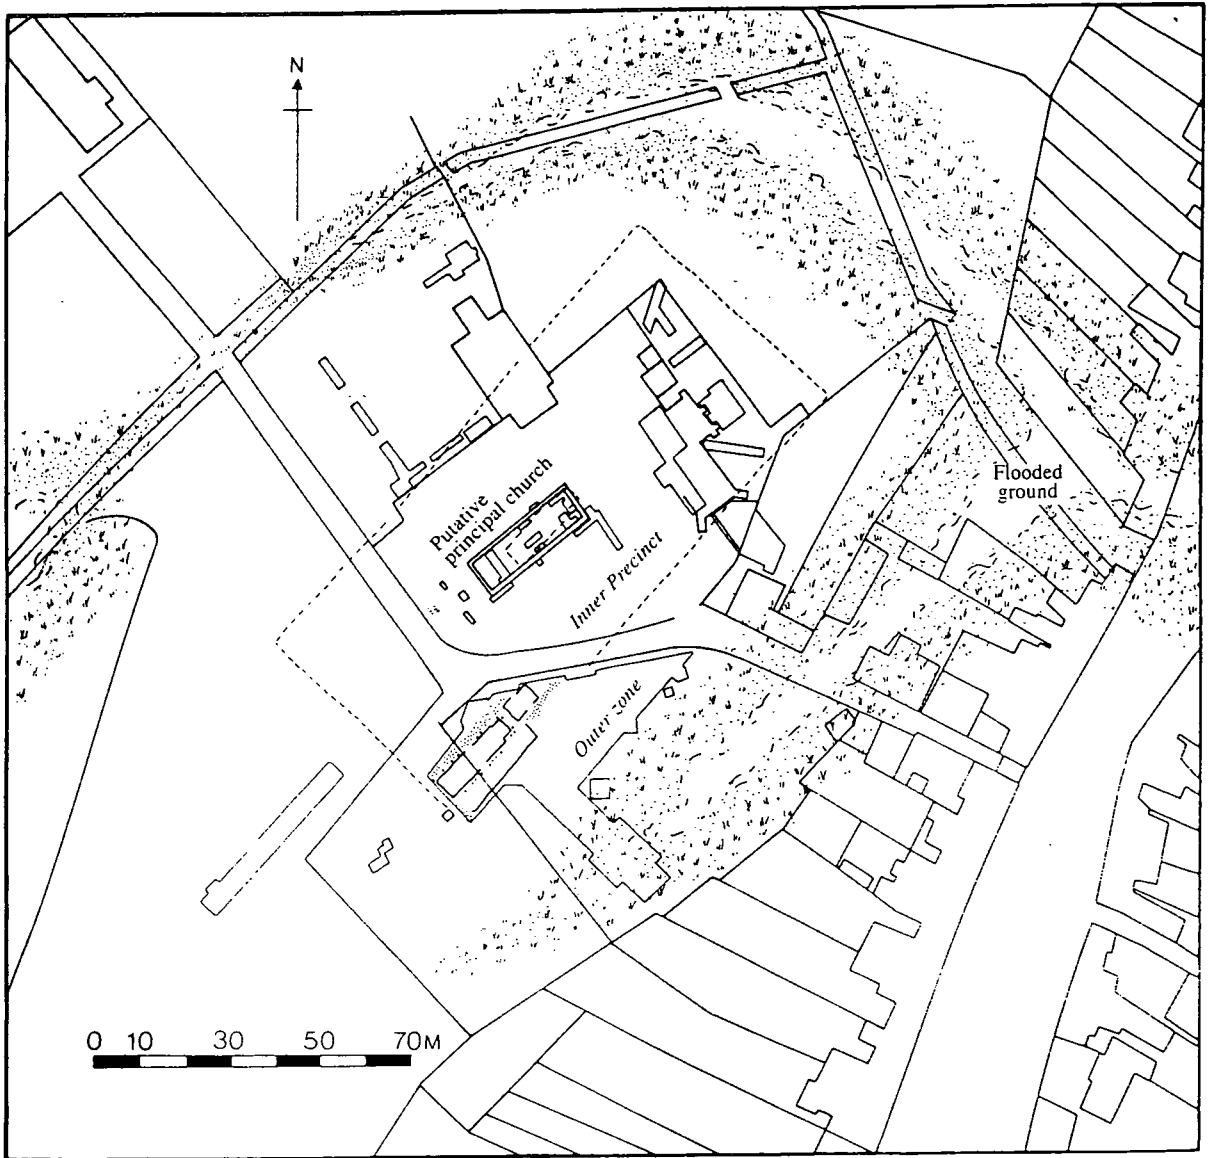 N
Flooded
ground
Putative
principal church
Inner Precinct
Outer zone
0 10 30 50 70M